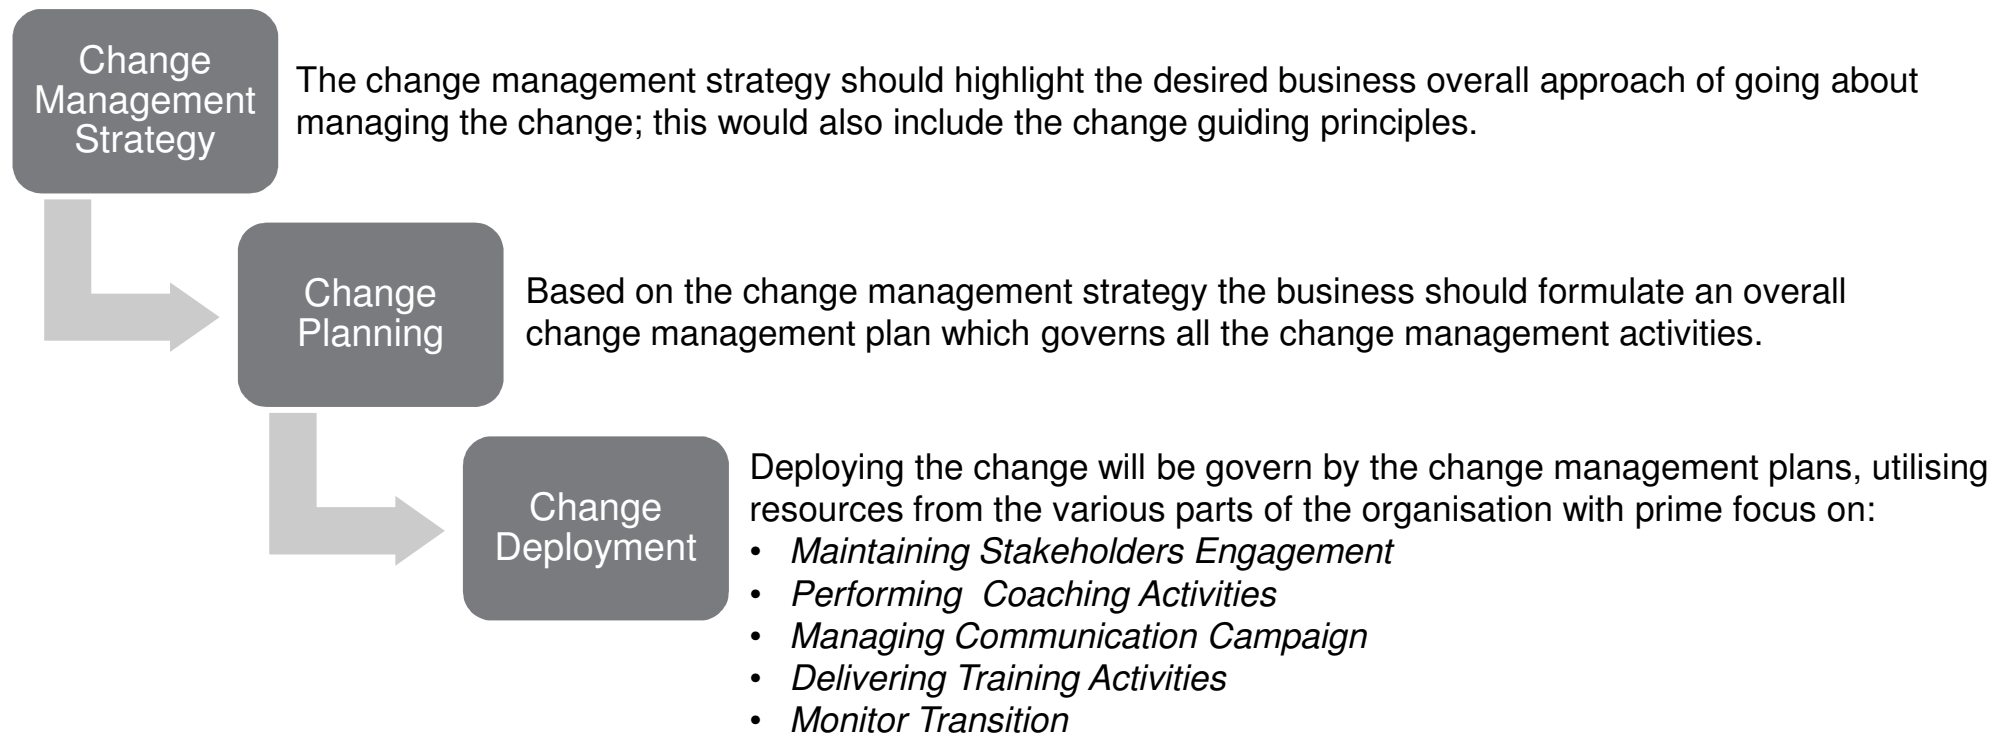 Change
Management
Strategy
The change management strategy should highlight the desired business overall approach of going about
managing the change; this would also include the change guiding principles.
Change
Planning
Based on the change management strategy the business should formulate an overall
change management plan which governs all the change management activities.
Change
Deployment
Deploying the change will be govern by the change management plans, utilising
resources from the various parts of the organisation with prime focus on:
• Maintaining Stakeholders Engagement
• Performing  Coaching Activities
• Managing Communication Campaign
• Delivering Training Activities
• Monitor Transition